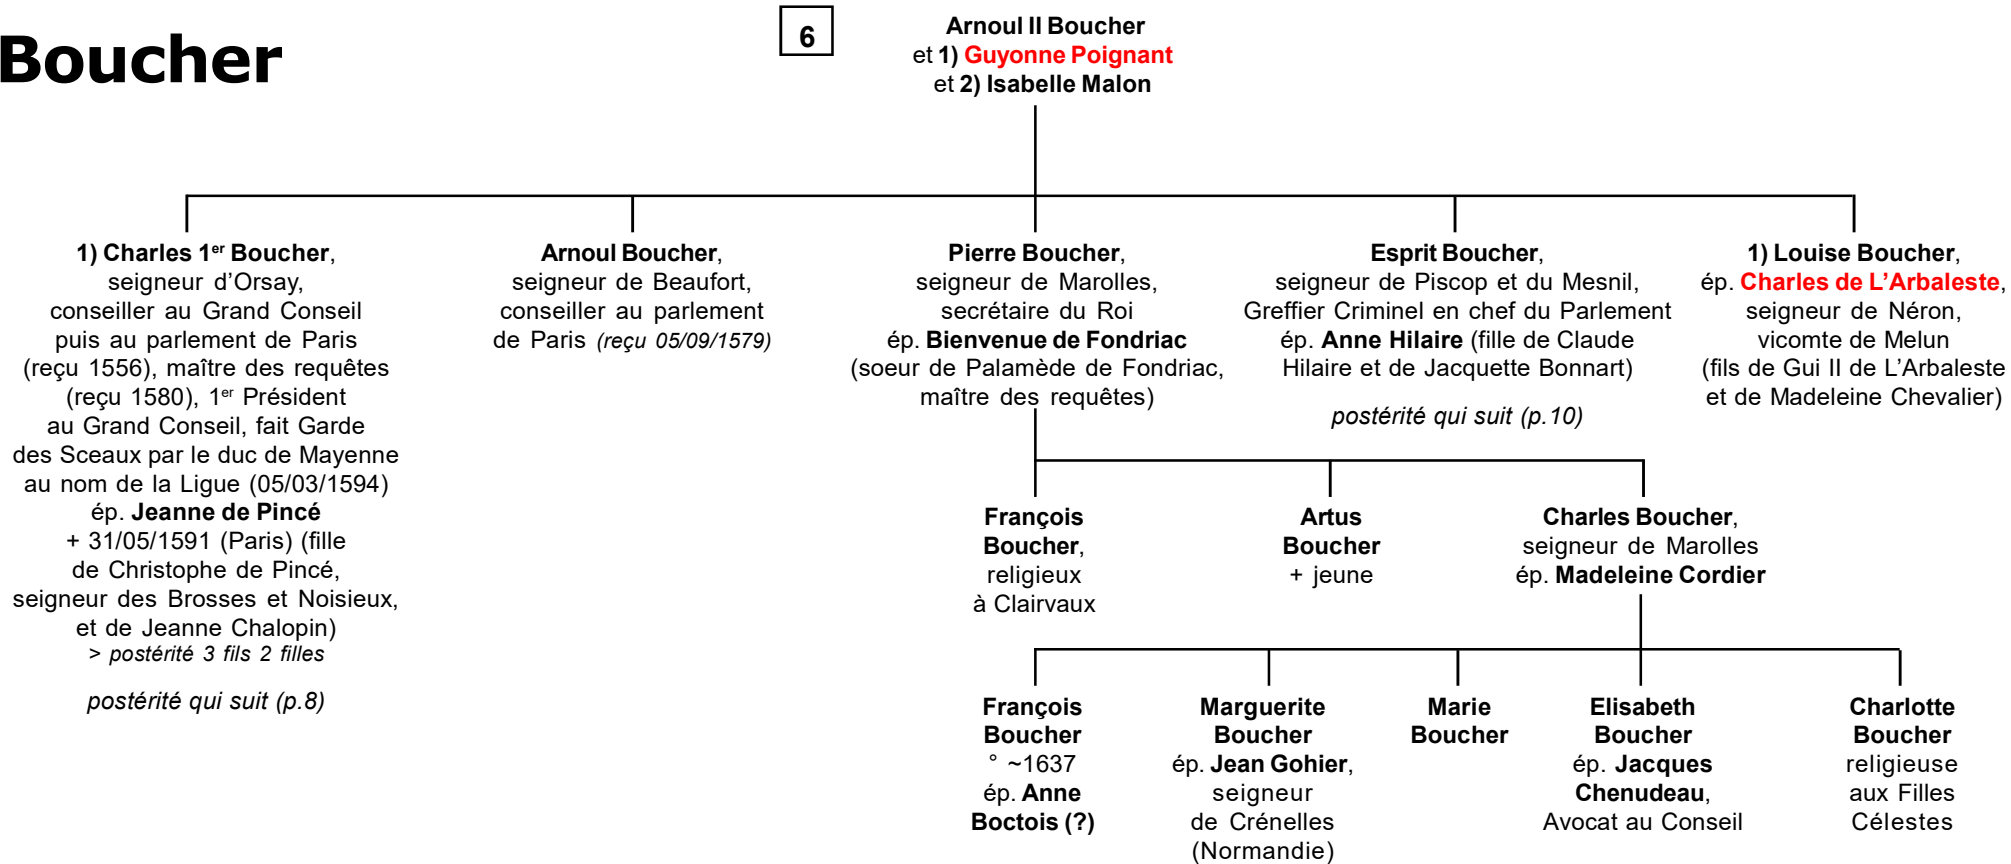 Boucher
6
Arnoul II Boucher
et 1) Guyonne Poignant
et 2) Isabelle Malon
1) Charles 1er Boucher,
seigneur d'Orsay,
conseiller au Grand Conseil
puis au parlement de Paris
(reçu 1556), maître des requêtes
(reçu 1580), 1er Président
au Grand Conseil, fait Garde
des Sceaux par le duc de Mayenne
au nom de la Ligue (05/03/1594)
ép. Jeanne de Pincé
+ 31/05/1591 (Paris) (fille
de Christophe de Pincé,
seigneur des Brosses et Noisieux,
et de Jeanne Chalopin)
> postérité 3 fils 2 filles
postérité qui suit (p.8)
Arnoul Boucher,
seigneur de Beaufort,
conseiller au parlement
de Paris (reçu 05/09/1579)
Pierre Boucher,
seigneur de Marolles,
secrétaire du Roi
ép. Bienvenue de Fondriac
(soeur de Palamède de Fondriac,
maître des requêtes)
Esprit Boucher,
seigneur de Piscop et du Mesnil,
Greffier Criminel en chef du Parlement
ép. Anne Hilaire (fille de Claude
Hilaire et de Jacquette Bonnart)
postérité qui suit (p.10)
1) Louise Boucher,
ép. Charles de L'Arbaleste,
seigneur de Néron,
vicomte de Melun
(fils de Gui II de L'Arbaleste
et de Madeleine Chevalier)
François
Boucher,
religieux
à Clairvaux
Artus
Boucher
+ jeune
Charles Boucher,
seigneur de Marolles
ép. Madeleine Cordier
François
Boucher
° ~1637
ép. Anne
Boctois (?)
Marguerite
Boucher
ép. Jean Gohier,
seigneur
de Crénelles
(Normandie)
Marie
Boucher
Elisabeth
Boucher
ép. Jacques
Chenudeau,
Avocat au Conseil
Charlotte
Boucher
religieuse
aux Filles
Célestes